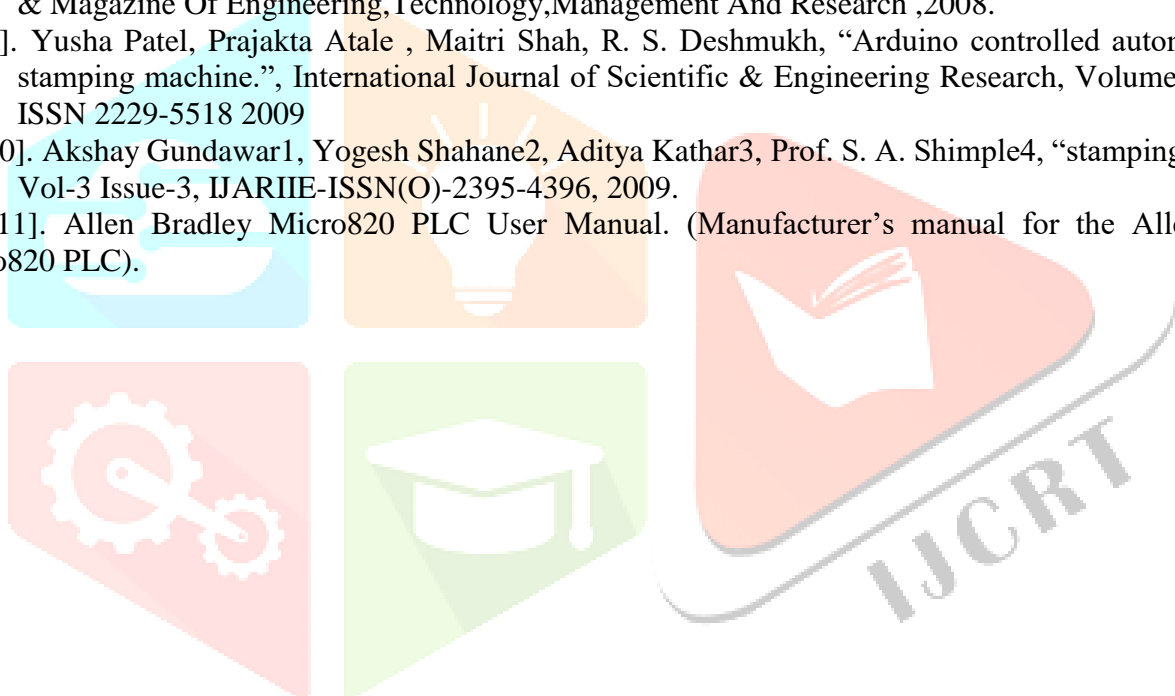 & Magazine Of Engineering,Technology,Management And Research ,2008.
]. Yusha Patel, Prajakta Atale , Maitri Shah, R. S. Deshmukh, “Arduino controlled
stamping machine.”, International Journal of Scientific & Engineering Research, Volume
ISSN 2229-5518 2009
0]. Akshay Gundawar1, Yogesh Shahane2, Aditya Kathar3, Prof. S. A. Shimple4, “stamping
Vol-3 Issue-3, IJARIIE-ISSN(O)-2395-4396, 2009.
11]. Allen Bradley Micro820 PLC User Manual. (Manufacturer’s manual for the
o820 PLC).
IJCRT